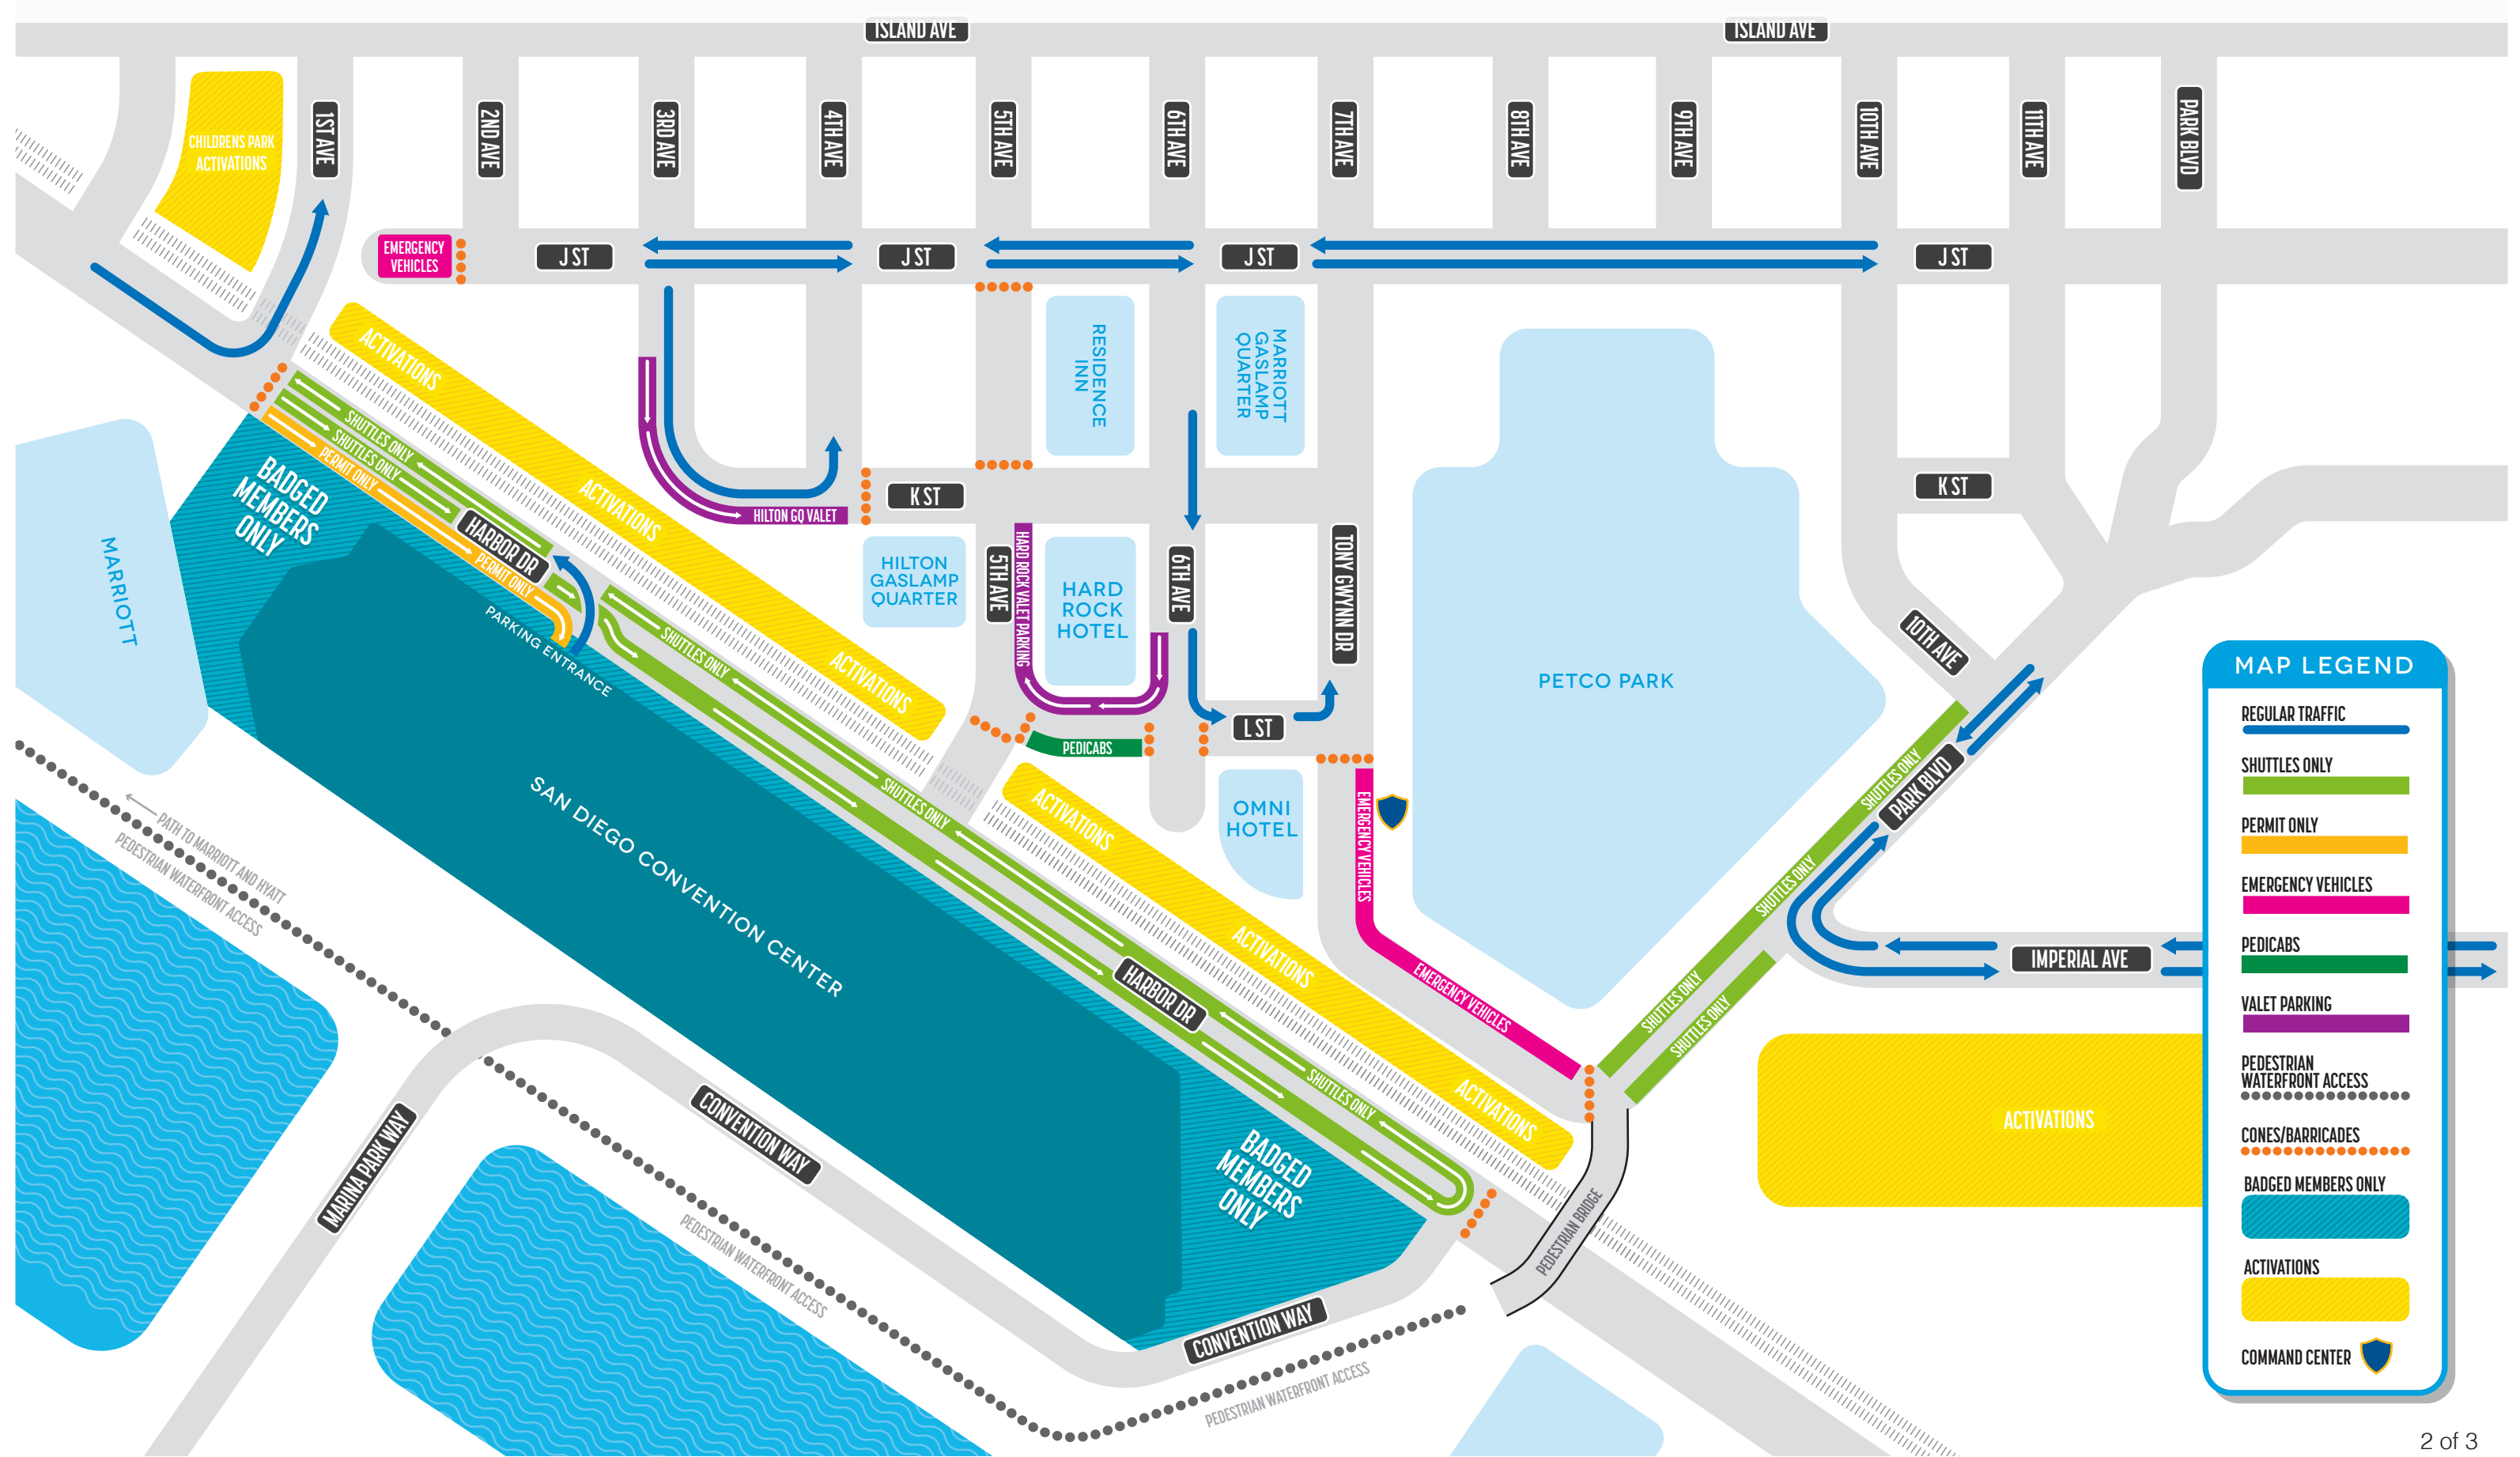 ISLAND AVE
ISLAND AVE
CHILDRENS PARK
ACTIVATIONS
1ST AVE
2ND AVE
3RD AVE
4TH AVE
5TH AVE
6TH AVE
7TH AVE
8TH AVE
9TH AVE
10TH AVE
11TH AVE
PARK BLVD
EMERGENCY
VEHICLES
J ST
J ST
J ST
J ST
ACTIVATIONS
RESIDENCE
INN
MARRIOTT
GASLAMP
QUARTER
SHUTTLES ONLY
SHUTTLES ONLY
PERMIT ONLY
BADGED
MEMBERS
ONLY
ACTIVATIONS
HILTON GQ VALET
K ST
K ST
HARBOR DR
PERMIT ONLY
PARKING ENTRANCE
MARRIOTT
HILTON
GASLAMP
QUARTER
5TH AVE
HARD ROCK VALET PARKING
HARD
ROCK
HOTEL
6TH AVE
TONY GWYNN DR
PETCO PARK
10TH AVE
SHUTTLES ONLY
ACTIVATIONS
L ST
PEDICABS
SAN DIEGO CONVENTION CENTER
SHUTTLES ONLY
ACTIVATIONS
OMNI
HOTEL
EMERGENCY VEHICLES
SHUTTLES ONLY
PARK BLVD
SHUTTLES ONLY
PATH TO MARRIOTT AND HYATT
PEDESTRIAN WATERFRONT ACCESS
ACTIVATIONS
HARBOR DR
EMERGENCY VEHICLES
SHUTTLES ONLY
SHUTTLES ONLY
IMPERIAL AVE
SHUTTLES ONLY
ACTIVATIONS
ACTIVATIONS
BADGED
MEMBERS
ONLY
PEDESTRIAN BRIDGE
MARINA PARK WAY
CONVENTION WAY
PEDESTRIAN WATERFRONT ACCESS
CONVENTION WAY
PEDESTRIAN WATERFRONT ACCESS
MAP LEGEND
REGULAR TRAFFIC
SHUTTLES ONLY
PERMIT ONLY
EMERGENCY VEHICLES
PEDICABS
VALET PARKING
PEDESTRIAN
WATERFRONT ACCESS
CONES/BARRICADES
BADGED MEMBERS ONLY
ACTIVATIONS
COMMAND CENTER
2 of 3